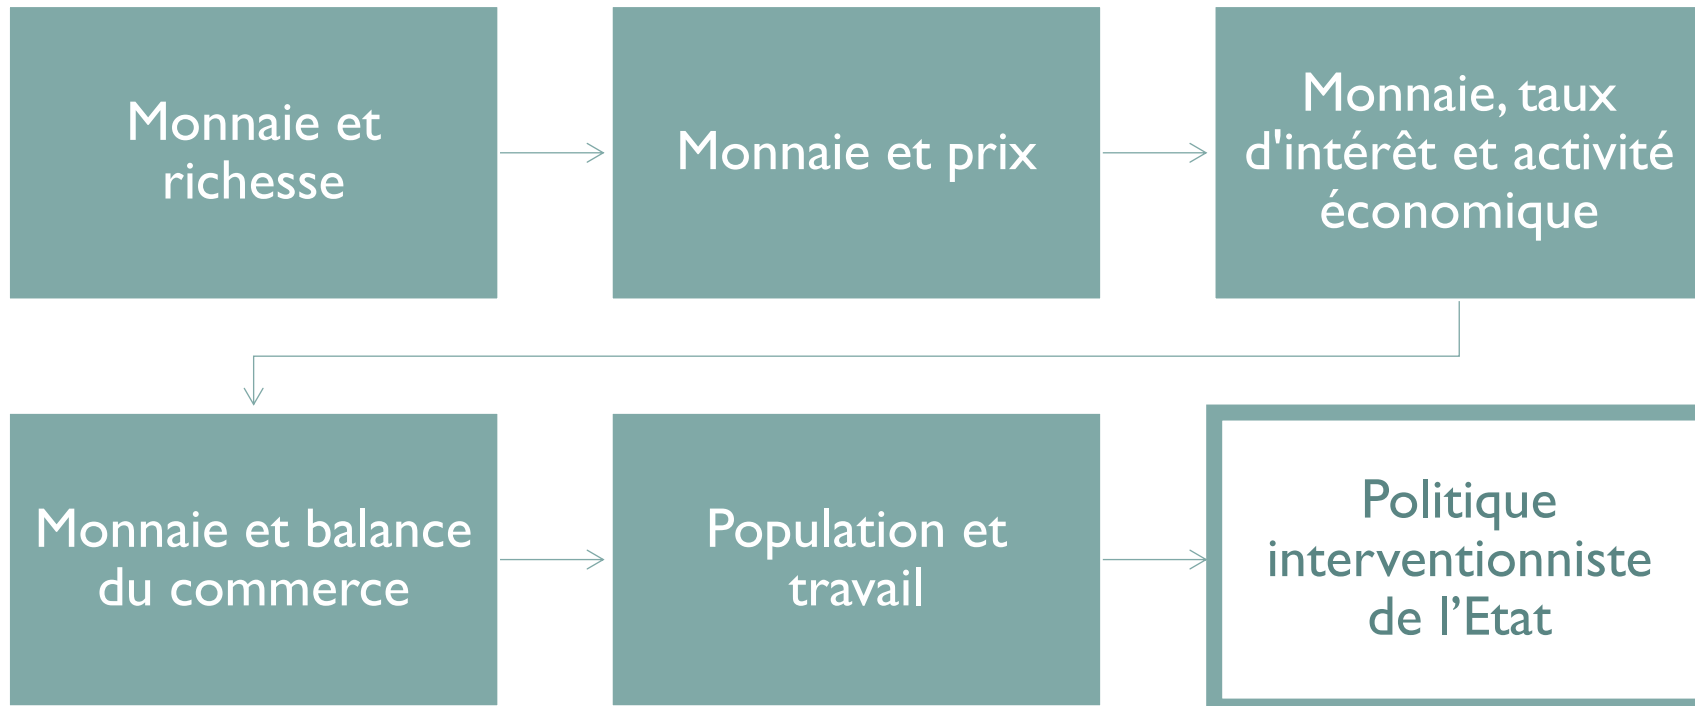 Monnaie et
richesse
Monnaie et prix
Monnaie, taux
d'intérêt et activité
économique
Monnaie et balance
du commerce
Population et
travail
Politique
interventionniste
de l’Etat